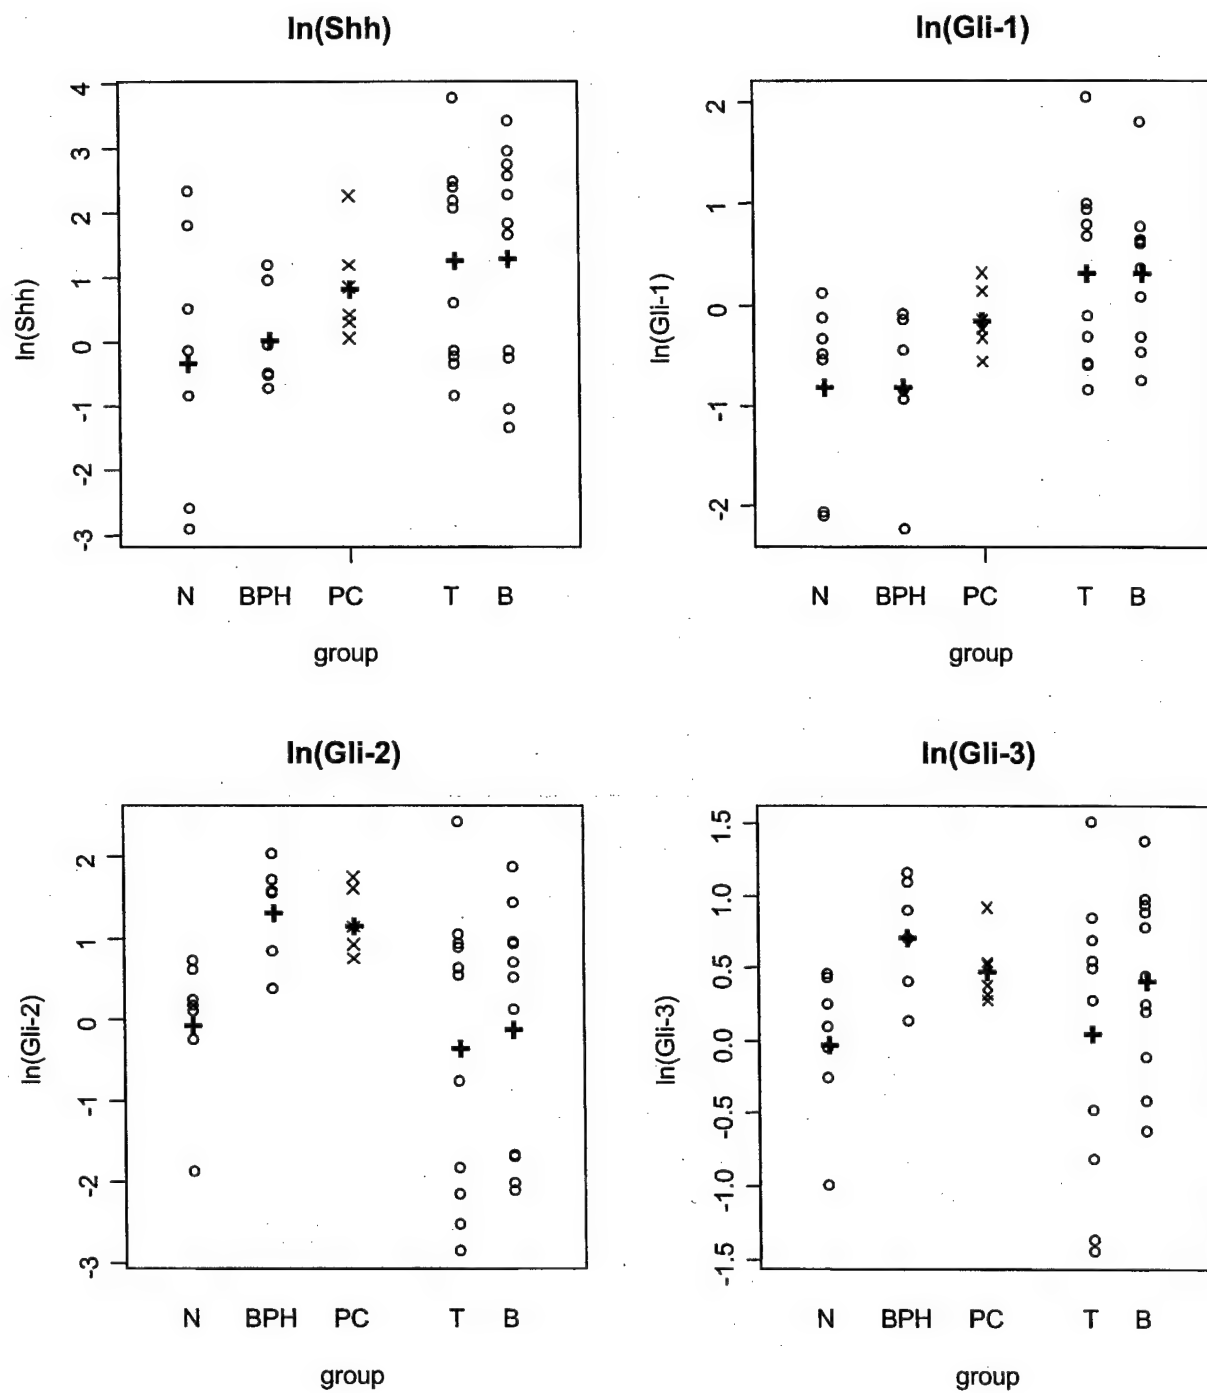 ln(Shh)
ln(Shh)
4
3
2
1
0
-1
-2
-3
N BPH PC T B
group
ln(Gli-1)
ln(Gli-1)
2
1
0
-1
-2
N BPH PC T B
group
ln(Gli-2)
ln(Gli-2)
2
1
0
-1
-2
-3
N BPH PC T B
group
ln(Gli-3)
ln(Gli-3)
1.5
1.0
0.5
0.0
-0.5
-1.0
-1.5
N BPH PC T B
group